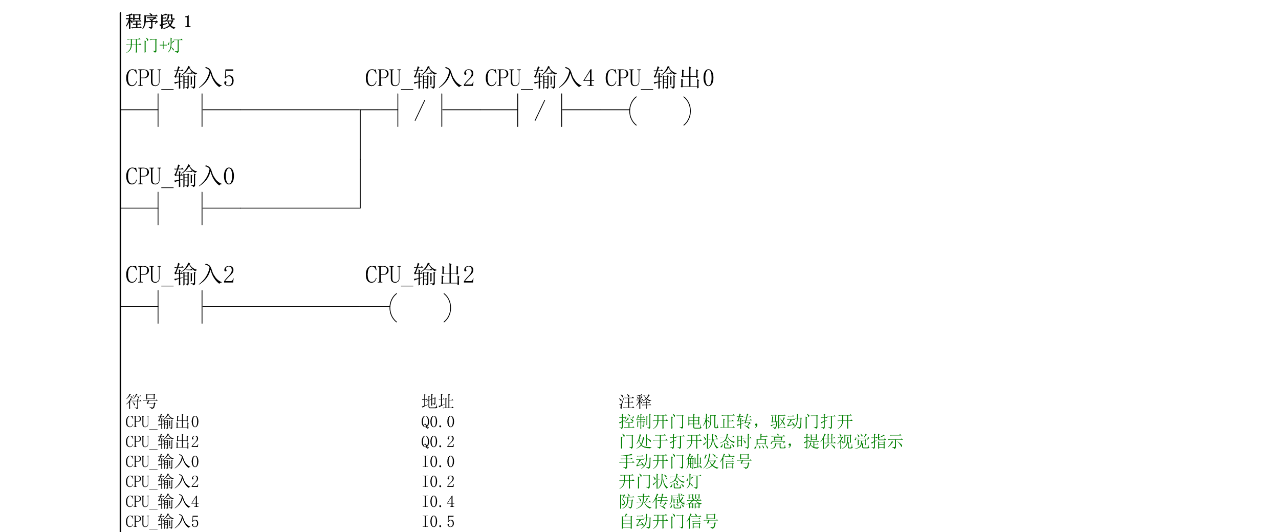 程序段 1
开门+灯
CPU_输入5 CPU_输入2 CPU_输入4 CPU_输出0
CPU_输入0
CPU_输入2 CPU_输出2
符号 地址 注释
CPU_输出0 Q0.0 控制开门电机正转，驱动门打开
CPU_输出2 Q0.2 门处于打开状态时点亮，提供视觉指示
CPU_输入0 I0.0 手动开门触发信号
CPU_输入2 I0.2 开门状态灯
CPU_输入4 I0.4 防夹传感器
CPU_输入5 I0.5 自动开门信号